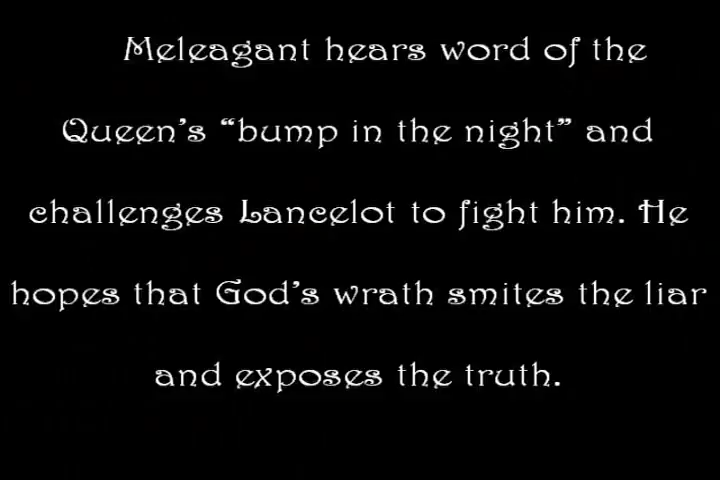 Meleagant hears word of the
Queen’s “bump in the night” and
challenges Lancelot to fight him. He
hopes that God’s wrath smites the liar
and exposes the truth.